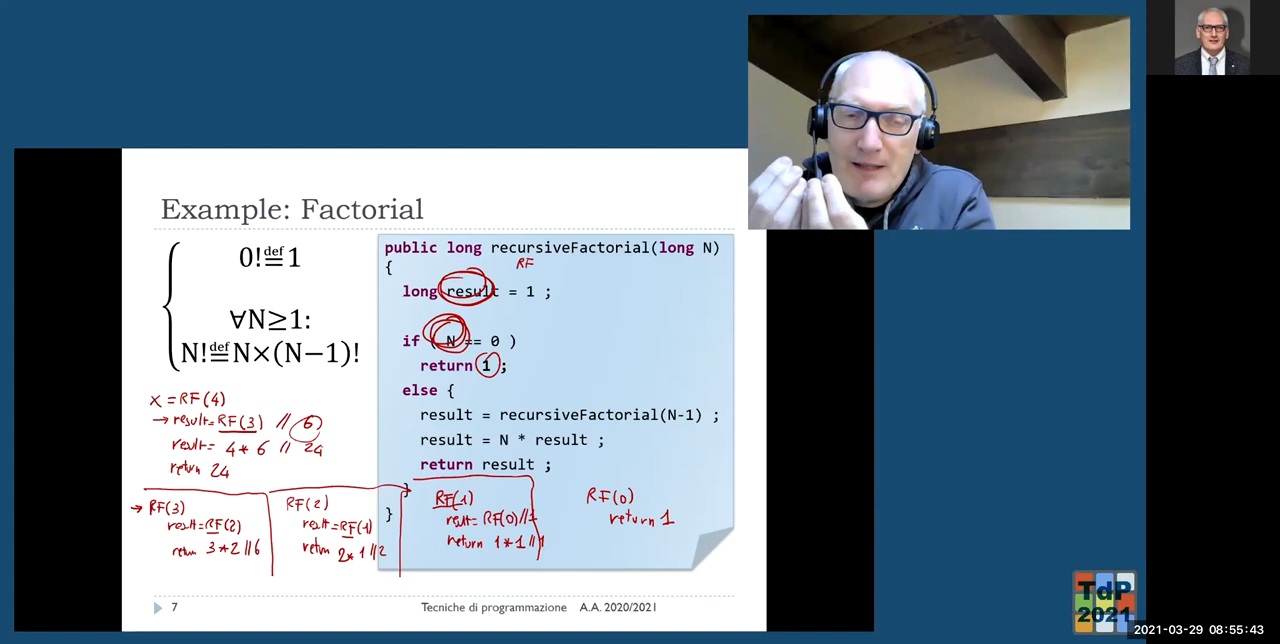 Example: Factorial
0! ≝ 1
∀N≥1:
N! ≝ N×(N−1)!
public long recursiveFactorial(long N)
RF
{
long result = 1 ;
if ( N == 0 )
return 1 ;
else {
result = recursiveFactorial(N-1) ;
result = N * result ;
return result ;
}
}
x = RF(4)
→ result = RF(3) // 6
result = 4 * 6 // 24
return 24
→ RF(3)
result = RF(2)
return 3 * 2 // 6
RF(2)
result = RF(1)
return 2 * 1 // 2
RF(1)
result = RF(0) // 1
return 1 * 1 // 1
RF(0)
return 1
7
Tecniche di programmazione A.A. 2020/2021
TdP
2021
2021-03-29 08:55:43